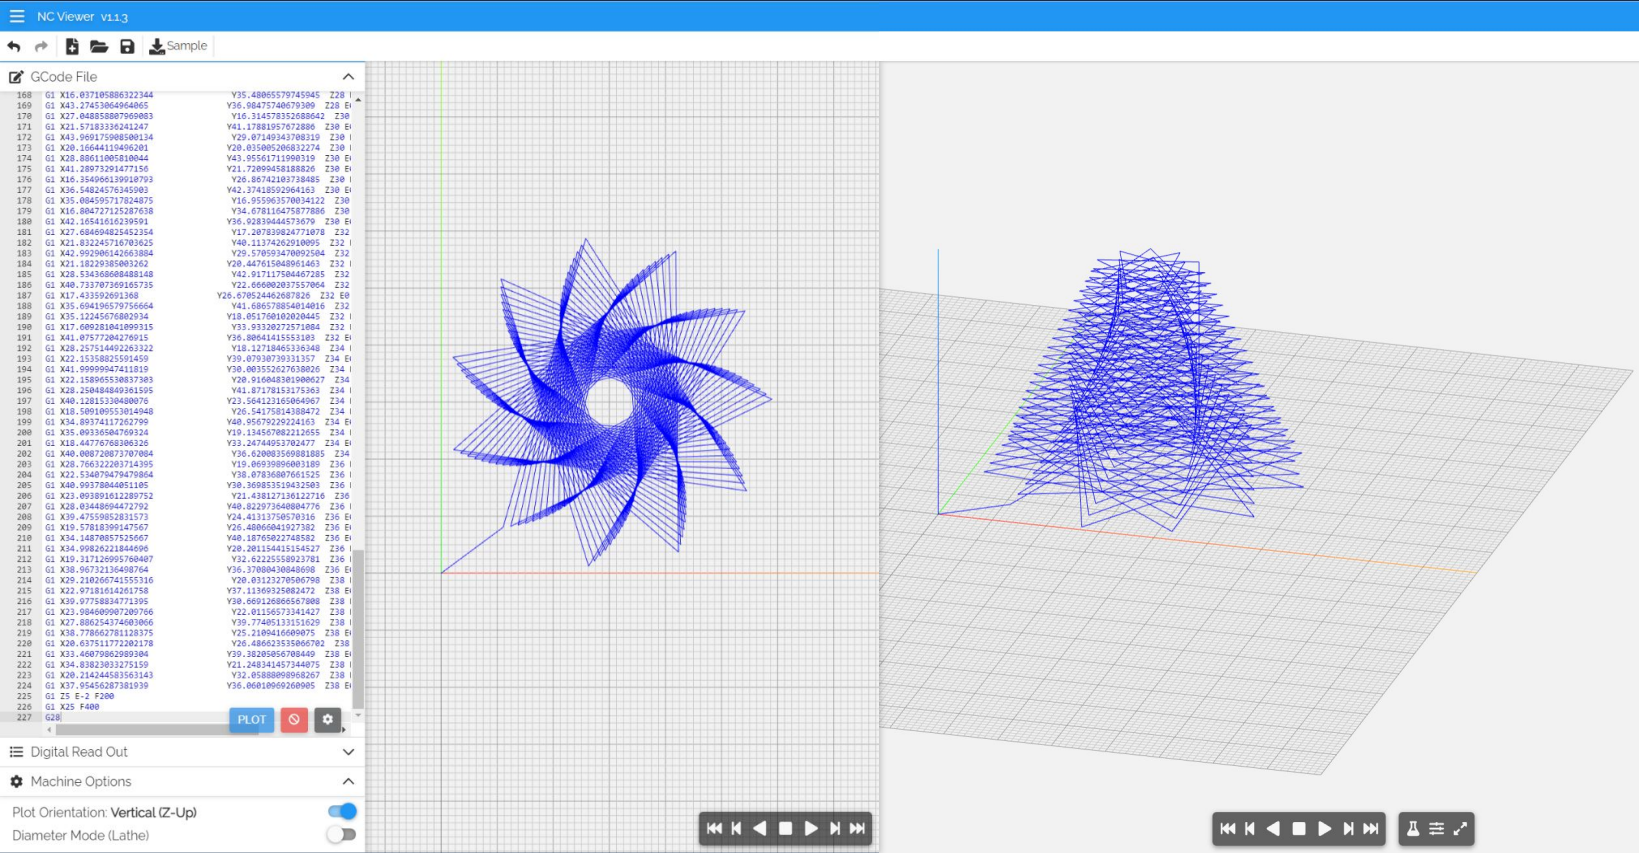 NC Viewer v1.1.3
Sample
GCode File
168 G1 X16.037105886322344 Y35.48065579745945 Z28
169 G1 X43.27453064964065 Y36.98475740679309 Z28 E
170 G1 X27.048858807969083 Y16.314578352688642 Z30
171 G1 X21.57183336241247 Y41.17881957672886 Z30 E
172 G1 X43.969175908500134 Y29.07149343708319 Z30
173 G1 X20.16644119496201 Y20.035005206832274 Z30
174 G1 X28.88611005810044 Y43.95561711990319 Z30 E
175 G1 X41.28973291477156 Y21.72099458188826 Z30 E
176 G1 X16.354966139910793 Y26.86742103738485 Z30
177 G1 X36.54824576345903 Y42.37418592964163 Z30 E
178 G1 X35.084595717824875 Y16.955963570034122 Z30
179 G1 X16.804727125287638 Y34.678116475877886 Z30
180 G1 X42.16541616239591 Y36.92839444573679 Z30 E
181 G1 X27.684694825452354 Y17.207839824771078 Z32
182 G1 X21.832245716703625 Y40.11374262910095 Z32
183 G1 X42.992906142663884 Y29.570593470092504 Z32
184 G1 X21.18229385003262 Y20.447615048961463 Z32
185 G1 X28.534368608488148 Y42.917117504467285 Z32
186 G1 X40.733707369165735 Y22.666002037557064 Z32
187 G1 X17.433592691368 Y26.670524462687826 Z32 E0
188 G1 X35.694196579756664 Y41.686578854014016 Z32
189 G1 X35.12245676802934 Y18.051760102020445 Z32
190 G1 X17.609281041099315 Y33.93320272571084 Z32
191 G1 X41.07577204276915 Y36.80641415553103 Z32 E
192 G1 X28.257514492263322 Y18.12718465336348 Z34
193 G1 X22.15358825591459 Y39.07930739331357 Z34 E
194 G1 X41.99999947411819 Y30.003552627638026 Z34
195 G1 X22.158965530837303 Y20.916048301900627 Z34
196 G1 X28.250484849361595 Y41.87178153175363 Z34
197 G1 X40.12815330480076 Y23.564123165064967 Z34
198 G1 X18.509109553014948 Y26.54175814388472 Z34
199 G1 X34.89374117262799 Y40.95679229224163 Z34 E
200 G1 X35.09336504769324 Y19.134567082212655 Z34
201 G1 X18.44776768306326 Y33.24744953702477 Z34 E
202 G1 X40.008720873707084 Y36.620083569881885 Z34
203 G1 X28.766322203714395 Y19.06939896003189 Z36
204 G1 X22.534079479479864 Y38.07836807661525 Z36
205 G1 X40.99378044051105 Y30.369853519432503 Z36
206 G1 X23.093891612289752 Y21.438127136122716 Z36
207 G1 X28.03448694472792 Y40.822973640804776 Z36
208 G1 X39.47559852831573 Y24.41313757050316 Z36 E
209 G1 X19.57818399147567 Y26.48066041927382 Z36 E
210 G1 X34.14870857525667 Y40.18765022748582 Z36 E
211 G1 X34.99826221844696 Y20.201154415154527 Z36
212 G1 X19.317126995760407 Y32.62225558923781 Z36
213 G1 X38.96732136498764 Y36.37080430848698 Z36 E
214 G1 X29.210266741555316 Y20.03123270506798 Z38
215 G1 X22.97181614261758 Y37.11369325082472 Z38 E
216 G1 X39.97758834771395 Y30.669126866567808 Z38
217 G1 X23.984609907209766 Y22.01156573341427 Z38
218 G1 X27.886254374603066 Y39.77405133151629 Z38
219 G1 X38.778662781128375 Y25.2109416609075 Z38 E
220 G1 X20.637511772202178 Y26.486623535066702 Z38
221 G1 X33.46079862989304 Y39.38205056708449 Z38 E
222 G1 X34.83823033275159 Y21.248341457344075 Z38
223 G1 X20.214244583563143 Y32.05888098968267 Z38
224 G1 X37.95456287381939 Y36.06010969260905 Z38 E
225 G1 Z5 E-2 F200
226 G1 X25 F400
227 G28
PLOT
Digital Read Out
Machine Options
Plot Orientation: Vertical (Z-Up)
Diameter Mode (Lathe)